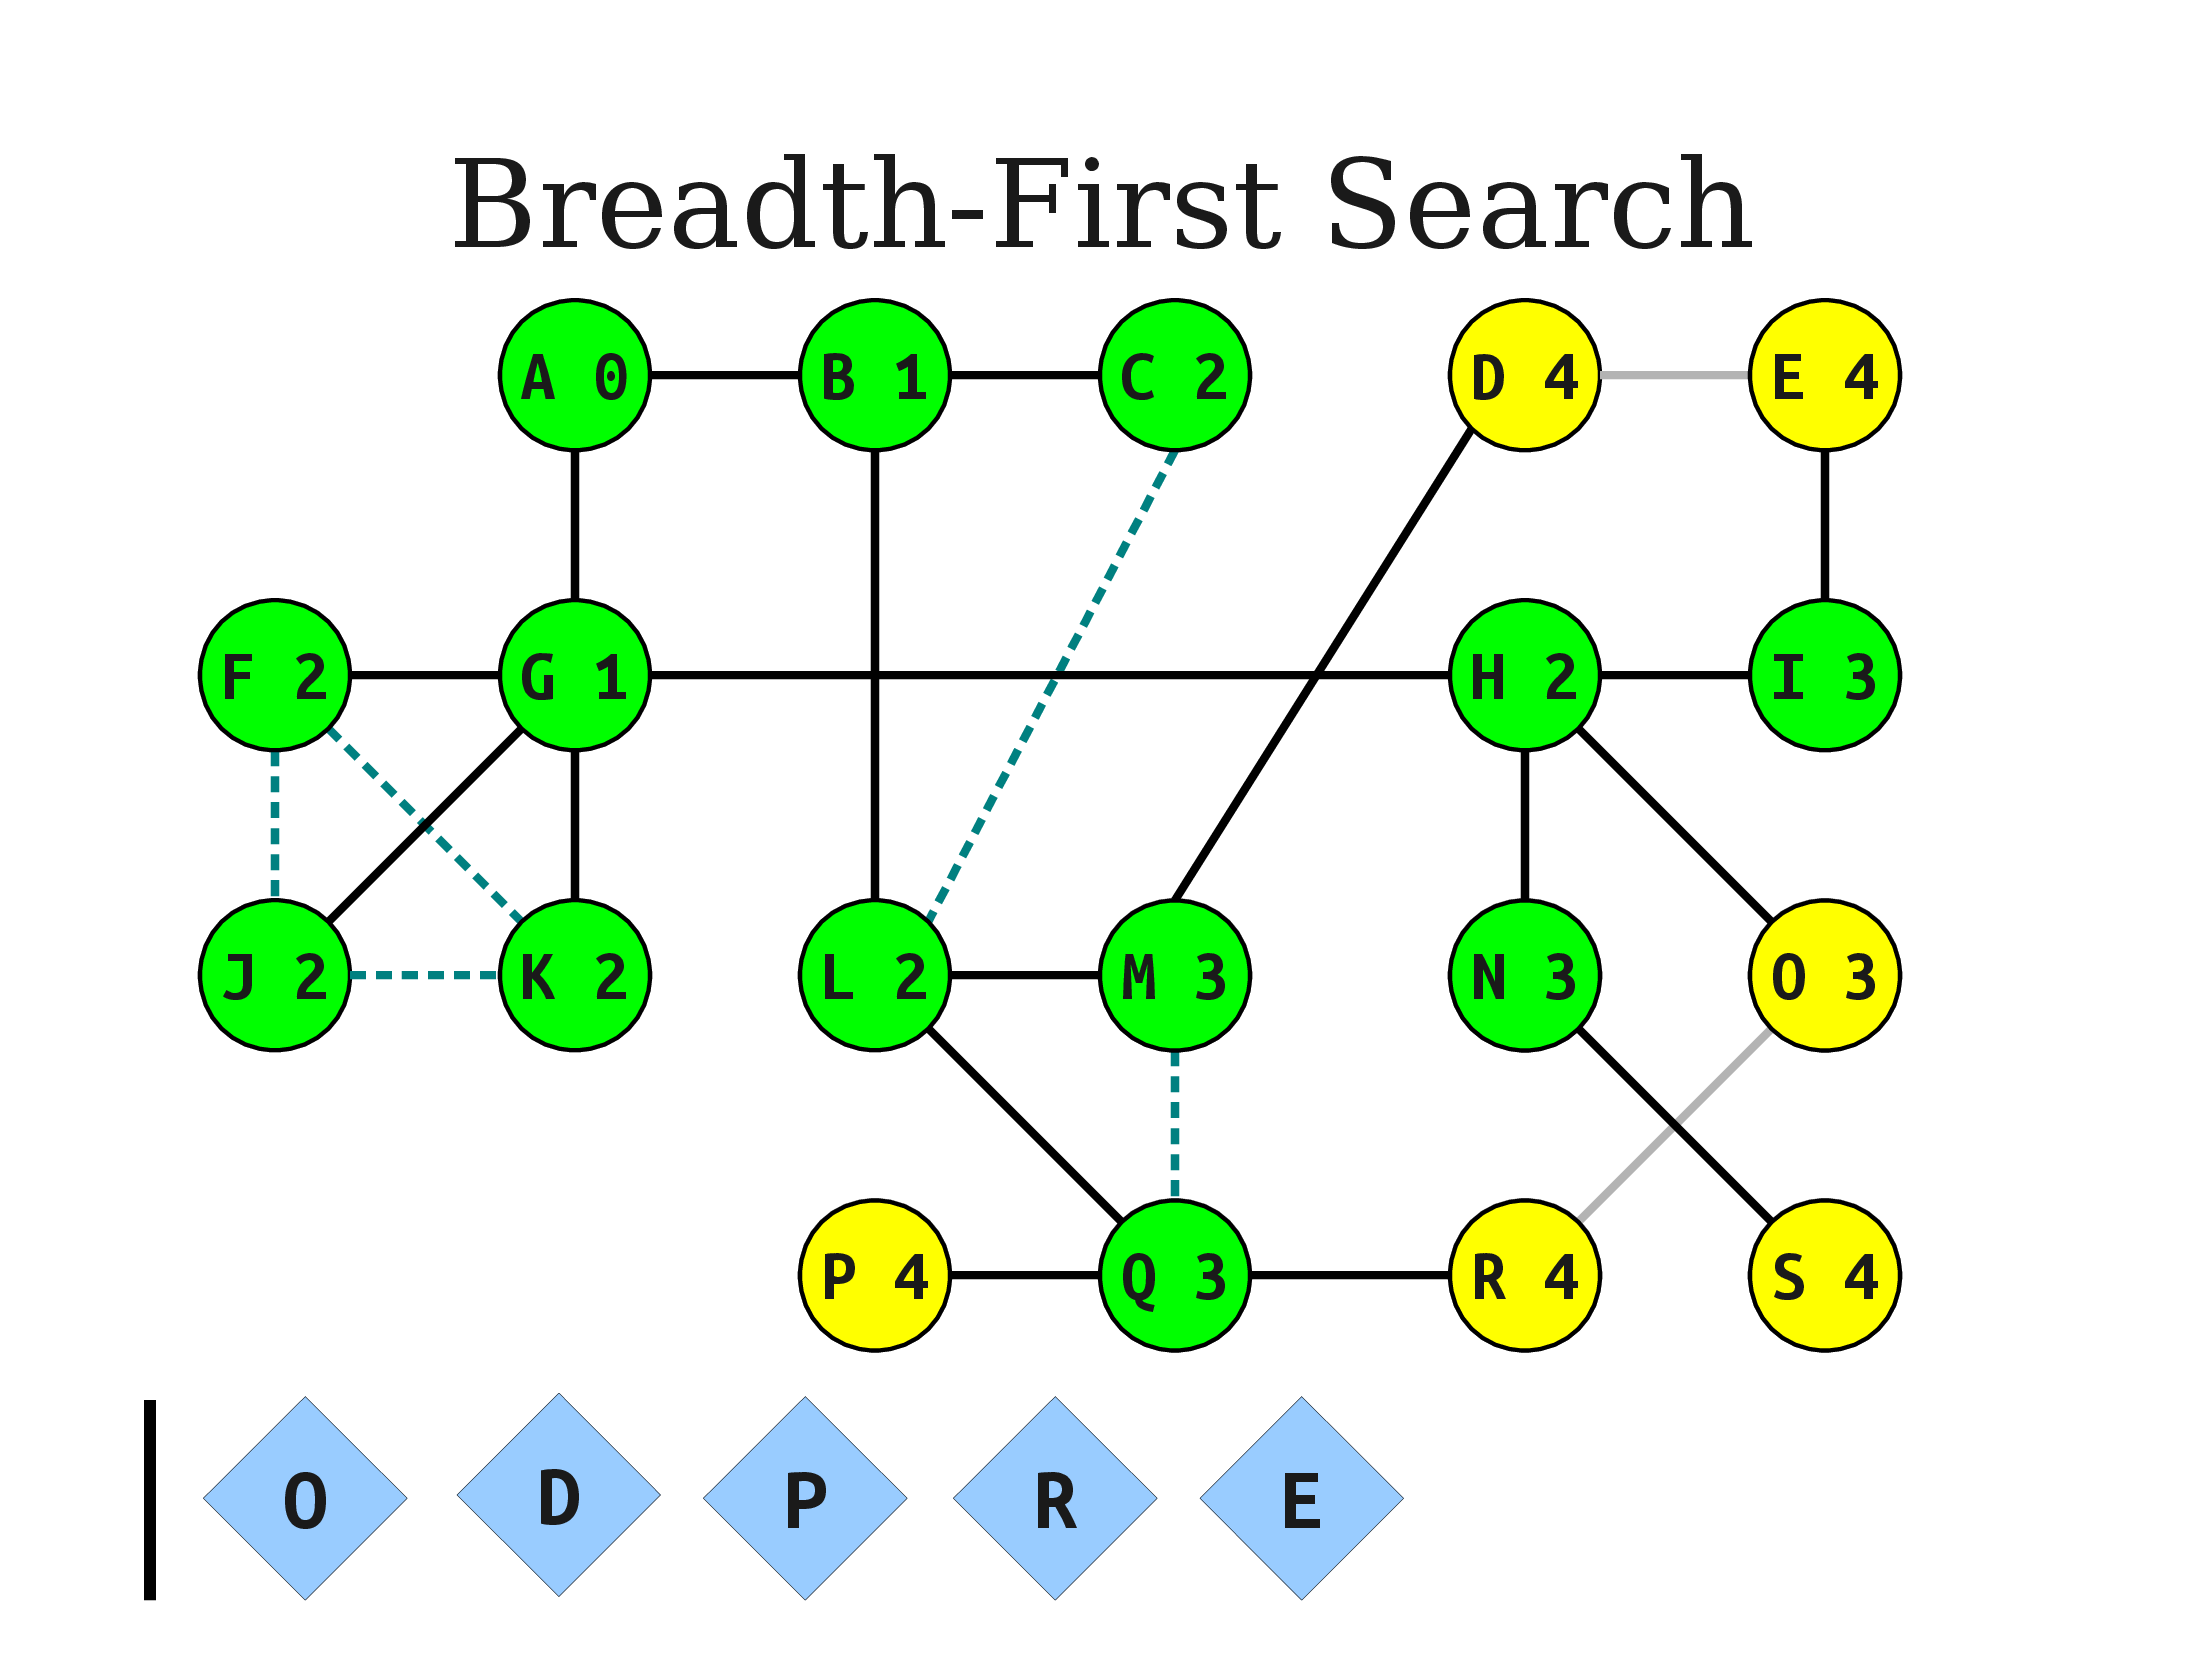 Breadth-First Search
A 0 B 1 C 2 D 4 E 4
F 2 G 1 H 2 I 3
J 2 K 2 L 2 M 3 N 3 O 3
P 4 Q 3 R 4 S 4
O D P R E